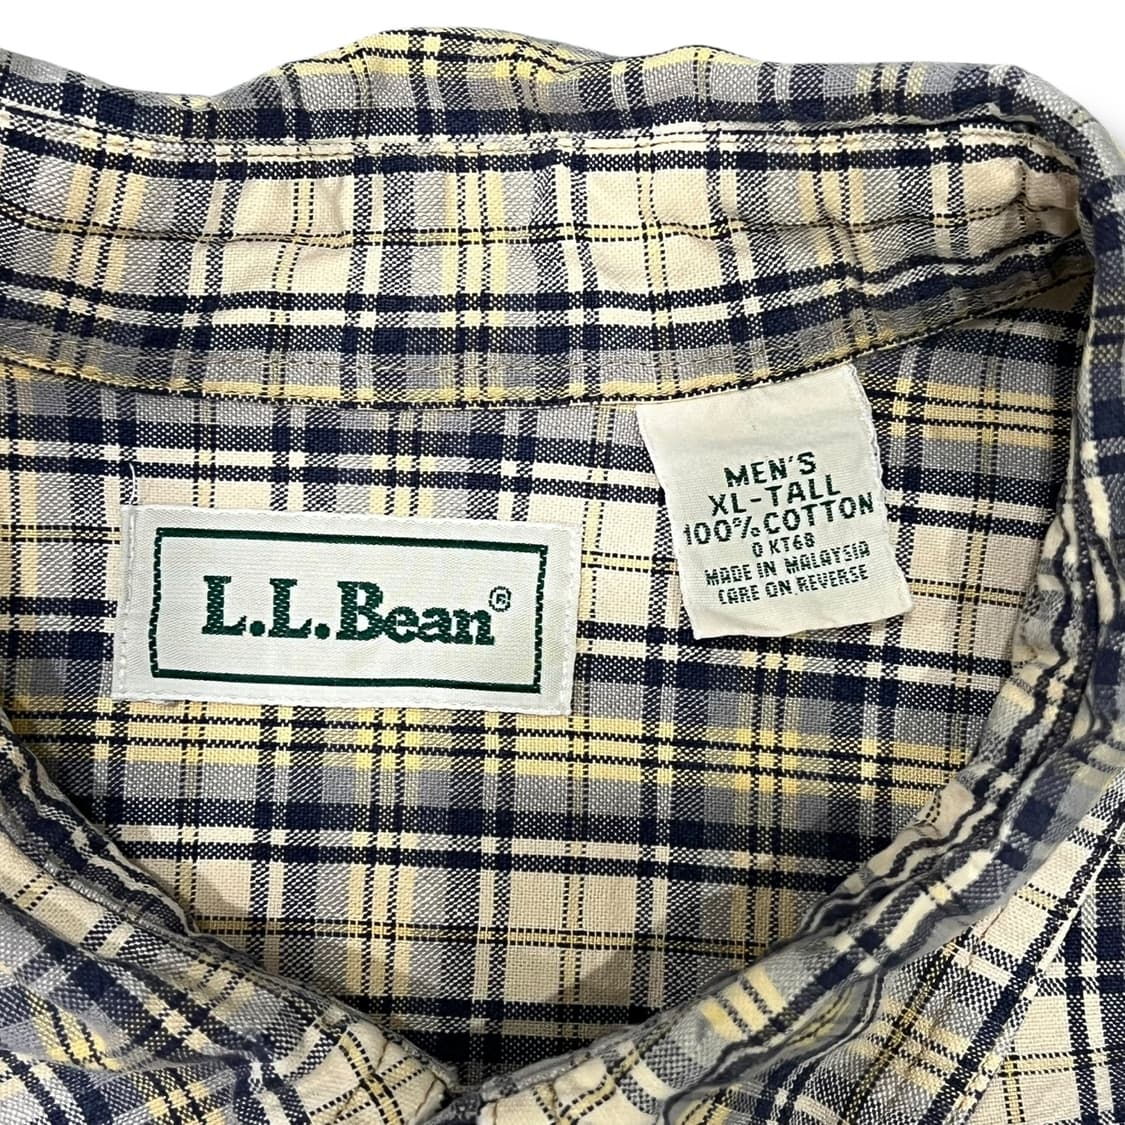 L.L.Bean®
MEN'S
XL-TALL
100% COTTON
0 KT68
MADE IN MALAYSIA
CARE ON REVERSE